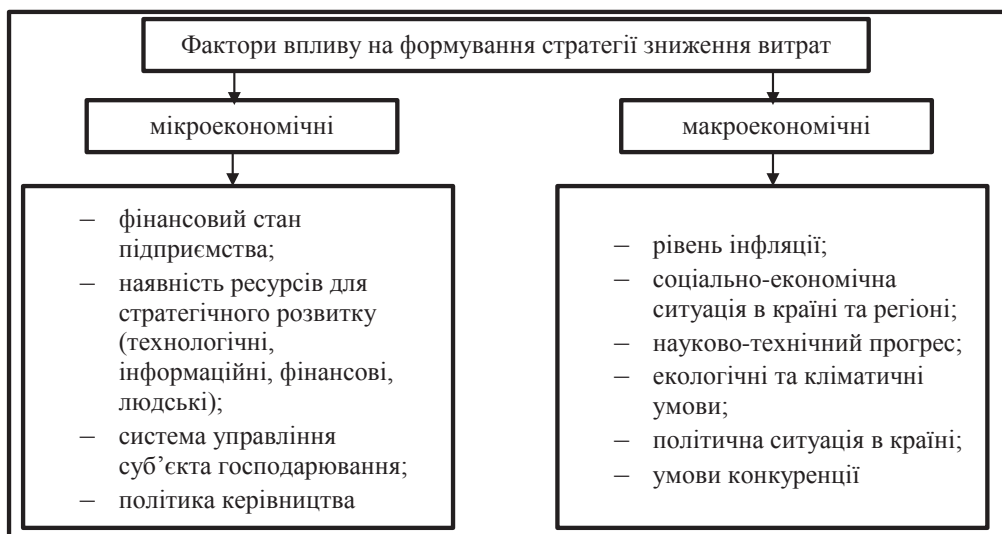 Фактори впливу на формування стратегії зниження витрат
мікроекономічні
макроекономічні
– фінансовий стан
підприємства;
– наявність ресурсів для
стратегічного розвитку
(технологічні,
інформаційні, фінансові,
людські);
– система управління
суб’єкта господарювання;
– політика керівництва
– рівень інфляції;
– соціально-економічна
ситуація в країні та регіоні;
– науково-технічний прогрес;
– екологічні та кліматичні
умови;
– політична ситуація в країні;
– умови конкуренції